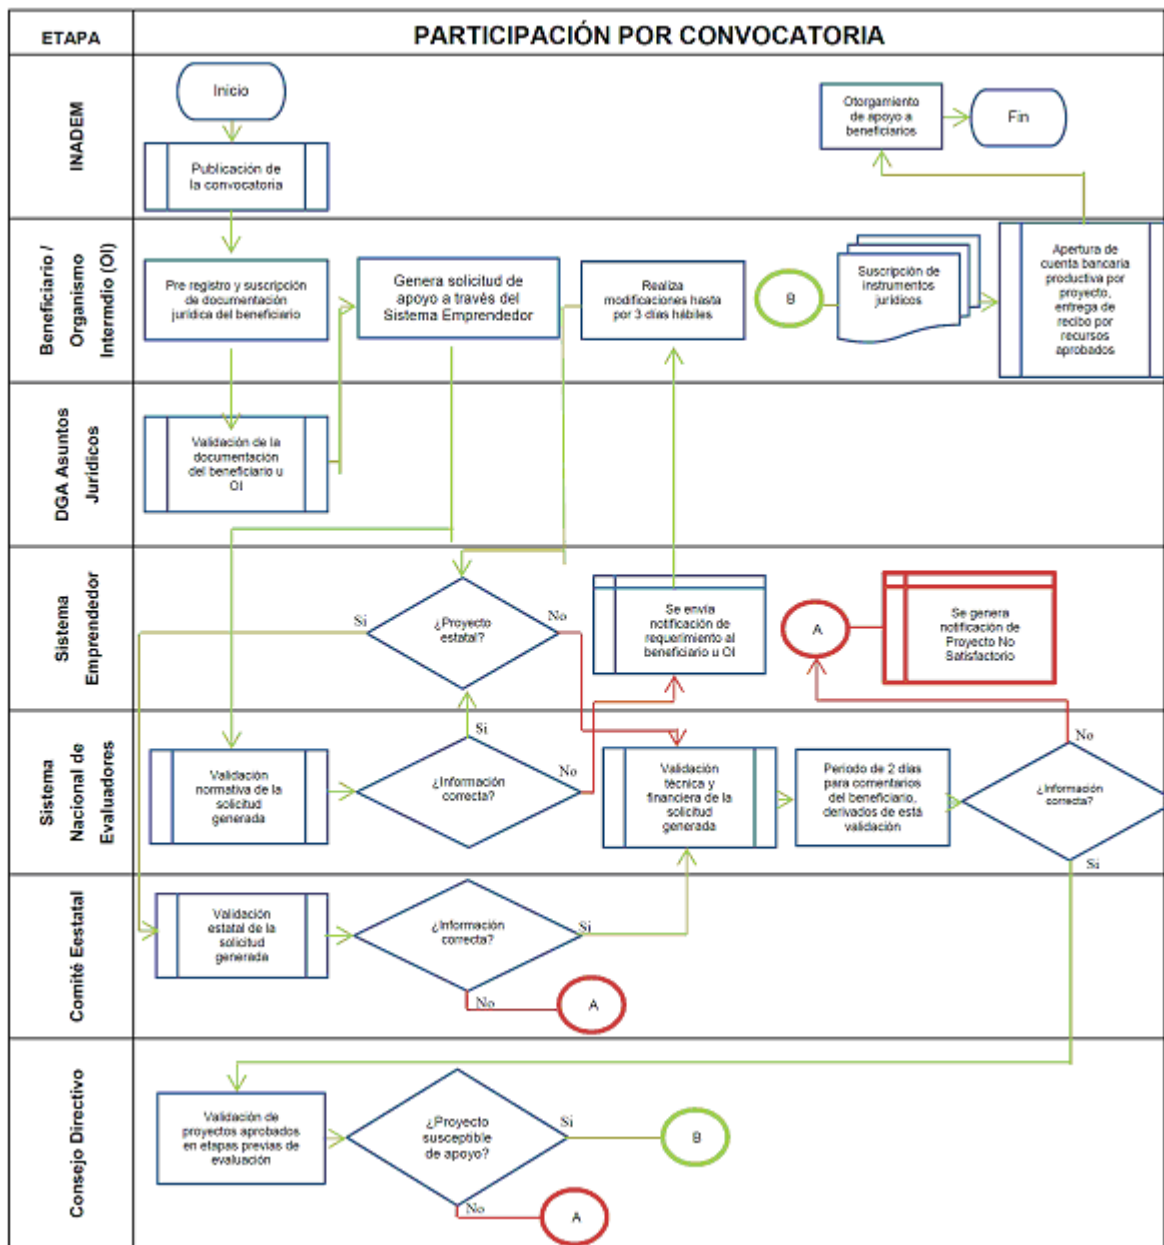 ETAPA
PARTICIPACIÓN POR CONVOCATORIA
INADEM
Inicio
Publicación de
la convocatoria
Otorgamiento
de apoyo a
beneficiarios
Fin
Beneficiario /
Organismo
Intermdio (OI)
Pre registro y suscripción
de documentación
jurídica del beneficiario
Genera solicitud de
apoyo a través del
Sistema Emprendedor
Realiza
modificaciones hasta
por 3 días hábiles
B
Suscripción de
instrumentos
jurídicos
Apertura de
cuenta bancaria
productiva por
proyecto,
entrega de
recibo por
recursos
aprobados
DGA Asuntos
Jurídicos
Validación de la
documentación
del beneficiario u
OI
Sistema
Emprendedor
Si
¿Proyecto
estatal?
No
Se envía
notificación de
requerimiento al
beneficiario u OI
A
Se genera
notificación de
Proyecto No
Satisfactorio
Sistema
Nacional de
Evaluadores
Validación
normativa de la
solicitud
generada
Si
¿Información
correcta?
No
Validación
técnica y
financiera de la
solicitud
generada
Periodo de 2 días
para comentarios
del beneficiario,
derivados de está
validación
No
¿Información
correcta?
Si
Comité Eestatal
Validación
estatal de la
solicitud
generada
¿Información
correcta?
Si
No
A
Consejo Directivo
Validación de
proyectos aprobados
en etapas previas de
evaluación
¿Proyecto
susceptible
de apoyo?
Si
B
No
A